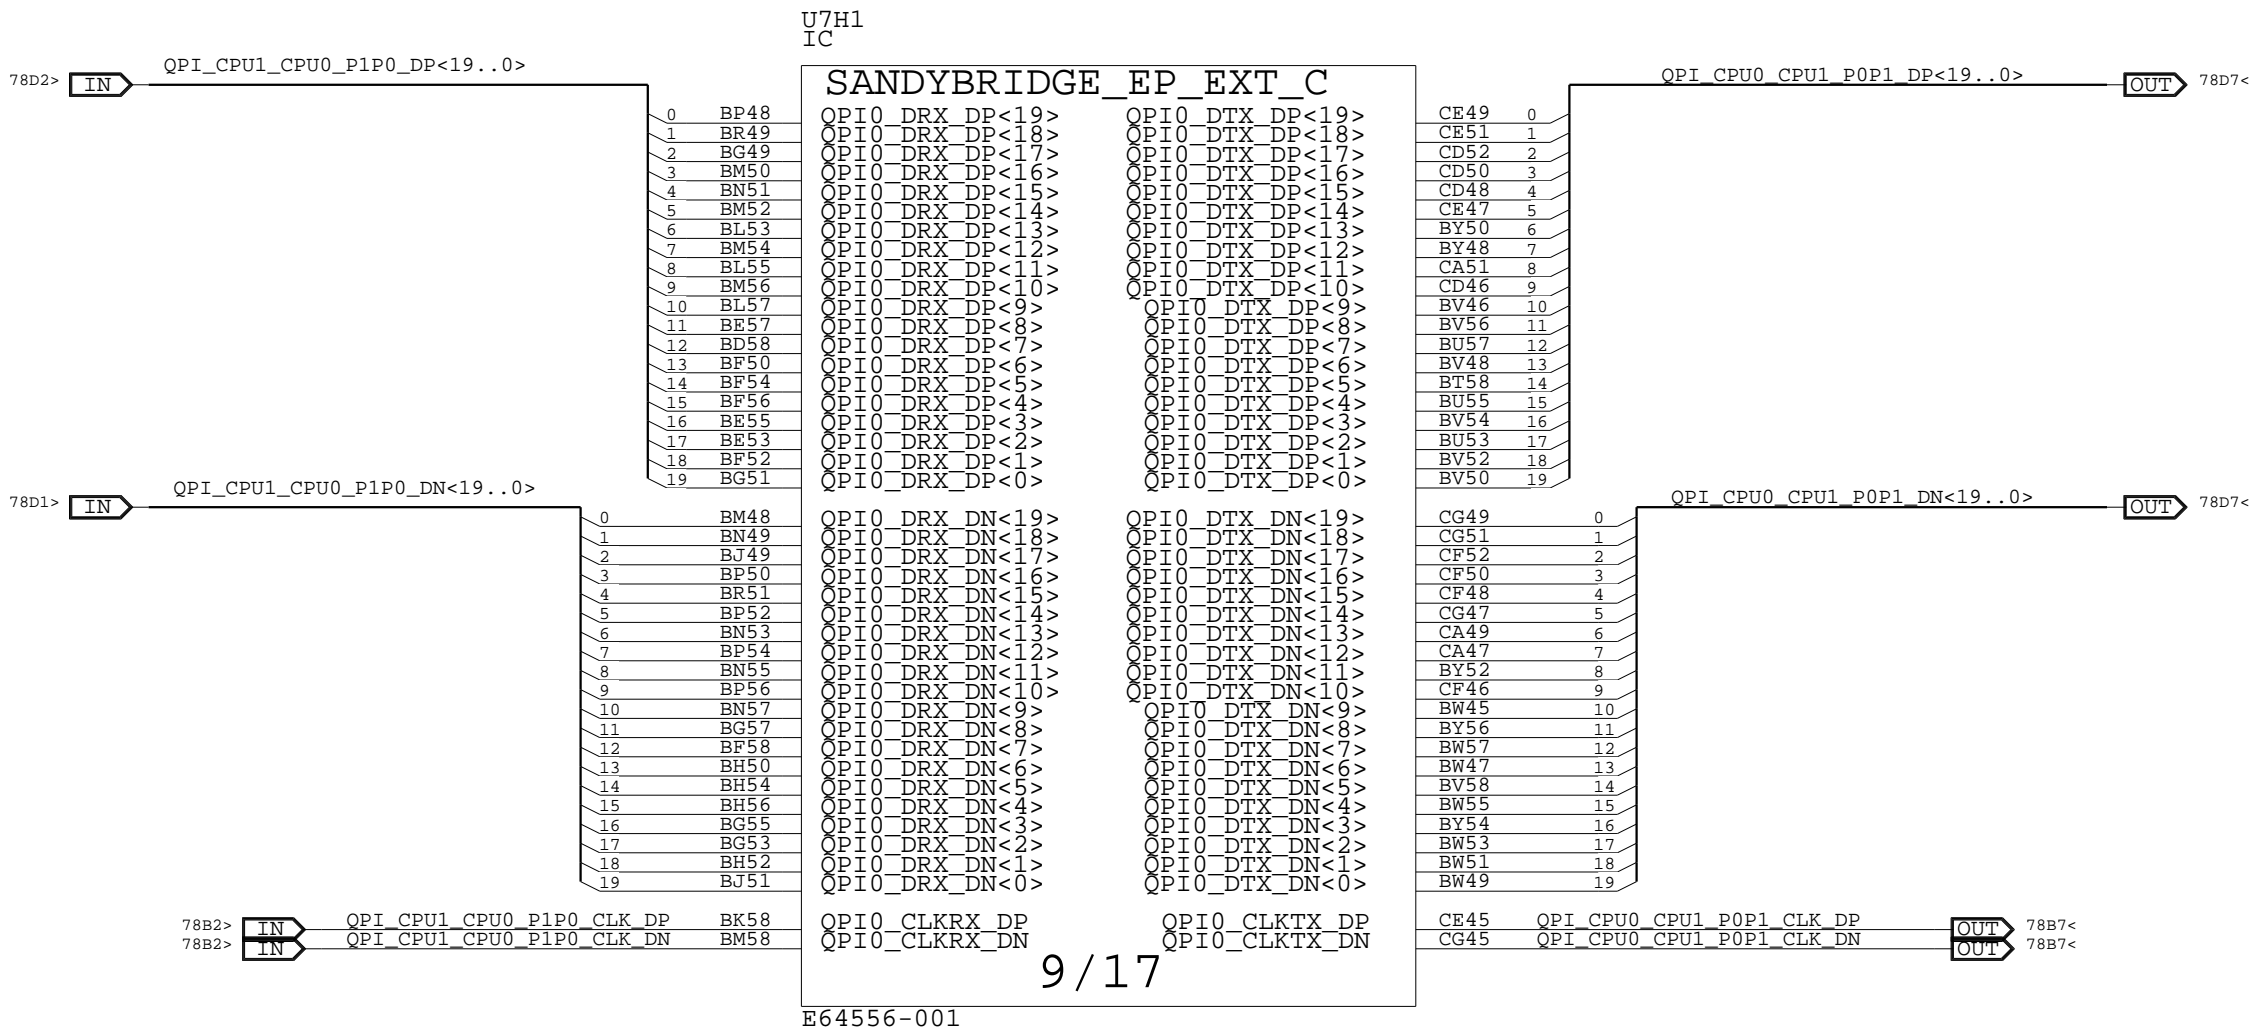 U7H1
IC
QPI_CPU1_CPU0_P1P0_DP<19..0>
78D2> IN
SANDYBRIDGE_EP_EXT_C
QPI_CPU0_CPU1_P0P1_DP<19..0>
OUT 78D7<
0 BP48 QPI0_DRX_DP<19> QPI0_DTX_DP<19> CE49 0
1 BR49 QPI0_DRX_DP<18> QPI0_DTX_DP<18> CE51 1
2 BG49 QPI0_DRX_DP<17> QPI0_DTX_DP<17> CD52 2
3 BM50 QPI0_DRX_DP<16> QPI0_DTX_DP<16> CD50 3
4 BN51 QPI0_DRX_DP<15> QPI0_DTX_DP<15> CD48 4
5 BM52 QPI0_DRX_DP<14> QPI0_DTX_DP<14> CE47 5
6 BL53 QPI0_DRX_DP<13> QPI0_DTX_DP<13> BY50 6
7 BM54 QPI0_DRX_DP<12> QPI0_DTX_DP<12> BY48 7
8 BL55 QPI0_DRX_DP<11> QPI0_DTX_DP<11> CA51 8
9 BM56 QPI0_DRX_DP<10> QPI0_DTX_DP<10> CD46 9
10 BL57 QPI0_DRX_DP<9> QPI0_DTX_DP<9> BV46 10
11 BE57 QPI0_DRX_DP<8> QPI0_DTX_DP<8> BV56 11
12 BD58 QPI0_DRX_DP<7> QPI0_DTX_DP<7> BU57 12
13 BF50 QPI0_DRX_DP<6> QPI0_DTX_DP<6> BV48 13
14 BF54 QPI0_DRX_DP<5> QPI0_DTX_DP<5> BT58 14
15 BF56 QPI0_DRX_DP<4> QPI0_DTX_DP<4> BU55 15
16 BE55 QPI0_DRX_DP<3> QPI0_DTX_DP<3> BV54 16
17 BE53 QPI0_DRX_DP<2> QPI0_DTX_DP<2> BU53 17
18 BF52 QPI0_DRX_DP<1> QPI0_DTX_DP<1> BV52 18
19 BG51 QPI0_DRX_DP<0> QPI0_DTX_DP<0> BV50 19
QPI_CPU1_CPU0_P1P0_DN<19..0>
78D1> IN
QPI_CPU0_CPU1_P0P1_DN<19..0>
OUT 78D7<
0 BM48 QPI0_DRX_DN<19> QPI0_DTX_DN<19> CG49 0
1 BN49 QPI0_DRX_DN<18> QPI0_DTX_DN<18> CG51 1
2 BJ49 QPI0_DRX_DN<17> QPI0_DTX_DN<17> CF52 2
3 BP50 QPI0_DRX_DN<16> QPI0_DTX_DN<16> CF50 3
4 BR51 QPI0_DRX_DN<15> QPI0_DTX_DN<15> CF48 4
5 BP52 QPI0_DRX_DN<14> QPI0_DTX_DN<14> CG47 5
6 BN53 QPI0_DRX_DN<13> QPI0_DTX_DN<13> CA49 6
7 BP54 QPI0_DRX_DN<12> QPI0_DTX_DN<12> CA47 7
8 BN55 QPI0_DRX_DN<11> QPI0_DTX_DN<11> BY52 8
9 BP56 QPI0_DRX_DN<10> QPI0_DTX_DN<10> CF46 9
10 BN57 QPI0_DRX_DN<9> QPI0_DTX_DN<9> BW45 10
11 BG57 QPI0_DRX_DN<8> QPI0_DTX_DN<8> BY56 11
12 BF58 QPI0_DRX_DN<7> QPI0_DTX_DN<7> BW57 12
13 BH50 QPI0_DRX_DN<6> QPI0_DTX_DN<6> BW47 13
14 BH54 QPI0_DRX_DN<5> QPI0_DTX_DN<5> BV58 14
15 BH56 QPI0_DRX_DN<4> QPI0_DTX_DN<4> BW55 15
16 BG55 QPI0_DRX_DN<3> QPI0_DTX_DN<3> BY54 16
17 BG53 QPI0_DRX_DN<2> QPI0_DTX_DN<2> BW53 17
18 BH52 QPI0_DRX_DN<1> QPI0_DTX_DN<1> BW51 18
19 BJ51 QPI0_DRX_DN<0> QPI0_DTX_DN<0> BW49 19
78B2> IN QPI_CPU1_CPU0_P1P0_CLK_DP BK58 QPI0_CLKRX_DP QPI0_CLKTX_DP CE45 QPI_CPU0_CPU1_P0P1_CLK_DP OUT 78B7<
78B2> IN QPI_CPU1_CPU0_P1P0_CLK_DN BM58 QPI0_CLKRX_DN QPI0_CLKTX_DN CG45 QPI_CPU0_CPU1_P0P1_CLK_DN OUT 78B7<
9/17
E64556-001